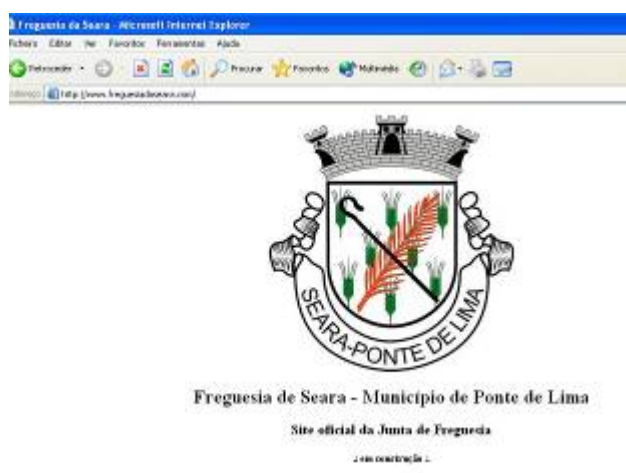 Freguesia da Seara - Microsoft Internet Explorer
Ficheiro Editar Ver Favoritos Ferramentas Ajuda
Retroceder Procurar Favoritos Multimédia
Endereço http://www.freguesiadaseara.com/
SEARA-PONTE DE LIMA
Freguesia de Seara - Município de Ponte de Lima
Site oficial da Junta de Freguesia
.: em construção :.